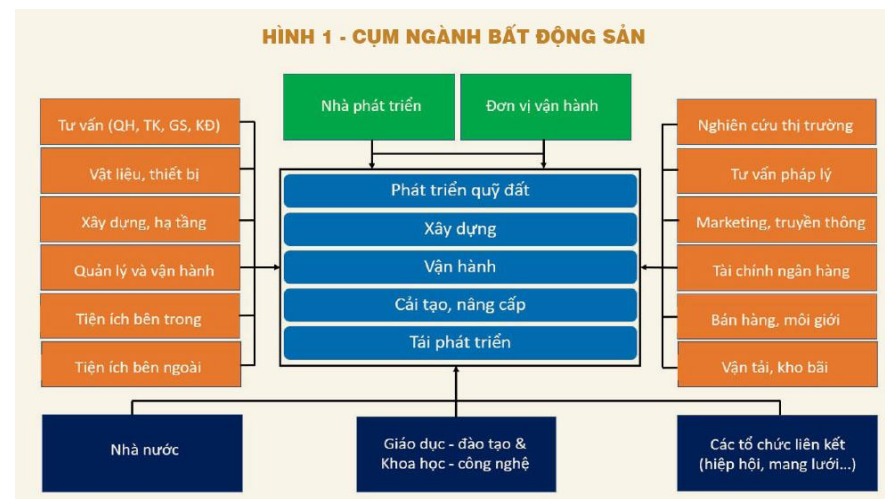 HÌNH 1 - CỤM NGÀNH BẤT ĐỘNG SẢN
Nhà phát triển
Đơn vị vận hành
Tư vấn (QH, TK, GS, KĐ)
Vật liệu, thiết bị
Xây dựng, hạ tầng
Quản lý và vận hành
Tiện ích bên trong
Tiện ích bên ngoài
Phát triển quỹ đất
Xây dựng
Vận hành
Cải tạo, nâng cấp
Tái phát triển
Nghiên cứu thị trường
Tư vấn pháp lý
Marketing, truyền thông
Tài chính ngân hàng
Bán hàng, môi giới
Vận tải, kho bãi
Nhà nước
Giáo dục - đào tạo &
Khoa học - công nghệ
Các tổ chức liên kết
(hiệp hội, mang lưới...)